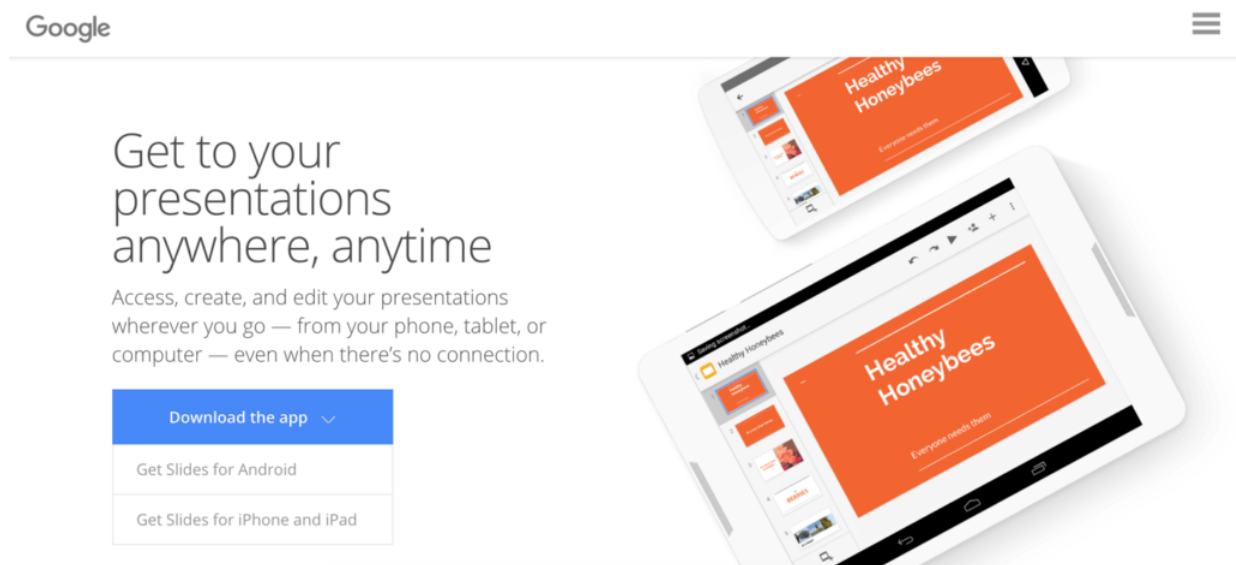 Google
Get to your
presentations
anywhere, anytime
Access, create, and edit your presentations
wherever you go — from your phone, tablet, or
computer — even when there's no connection.
Download the app
Get Slides for Android
Get Slides for iPhone and iPad
Healthy
Honeybees
Everyone needs them
Saving screenshot...
Healthy Honeybees
Healthy
Honeybees
Everyone needs them